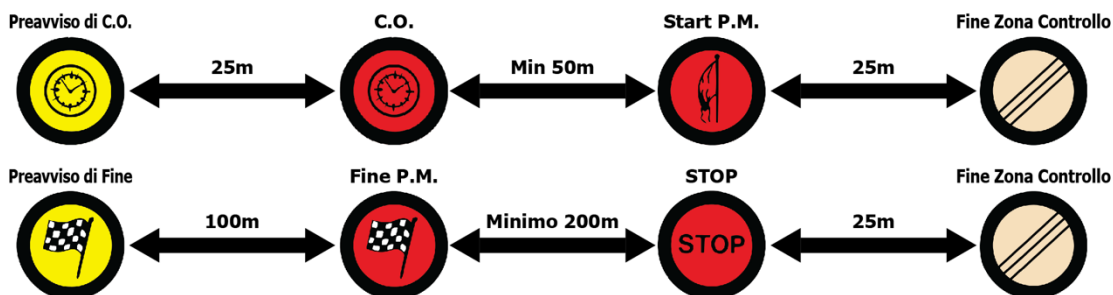 Preavviso di C.O.
C.O.
Start P.M.
Fine Zona Controllo
25m
Min 50m
25m
Preavviso di Fine
Fine P.M.
STOP
Fine Zona Controllo
100m
Minimo 200m
STOP
25m